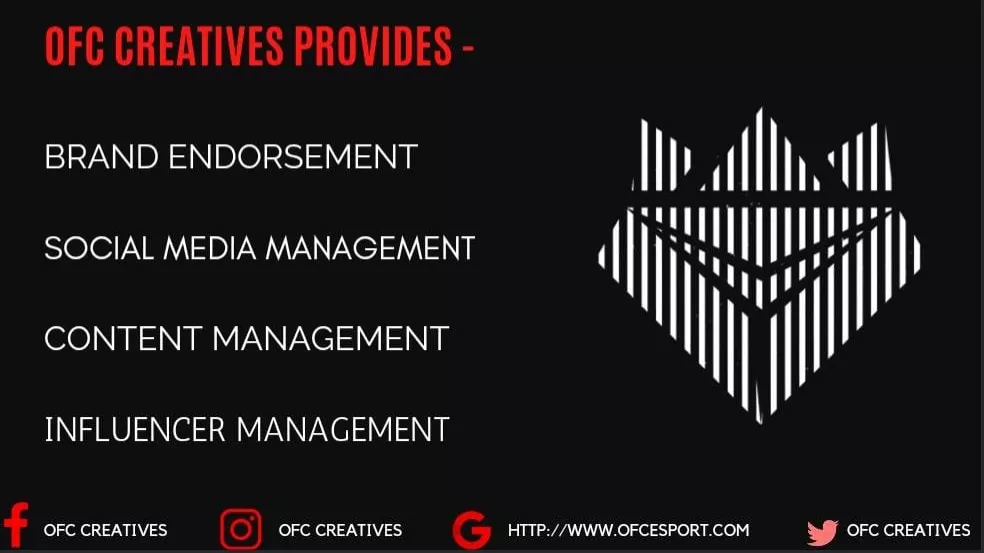 OFC CREATIVES PROVIDES -
BRAND ENDORSEMENT
SOCIAL MEDIA MANAGEMENT
CONTENT MANAGEMENT
INFLUENCER MANAGEMENT
OFC CREATIVES OFC CREATIVES HTTP://WWW.OFCESPORT.COM OFC CREATIVES